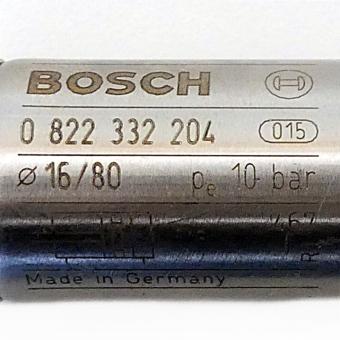 BOSCH
0 822 332 204 015
⌀ 16/80 pe 10 bar
Made in Germany